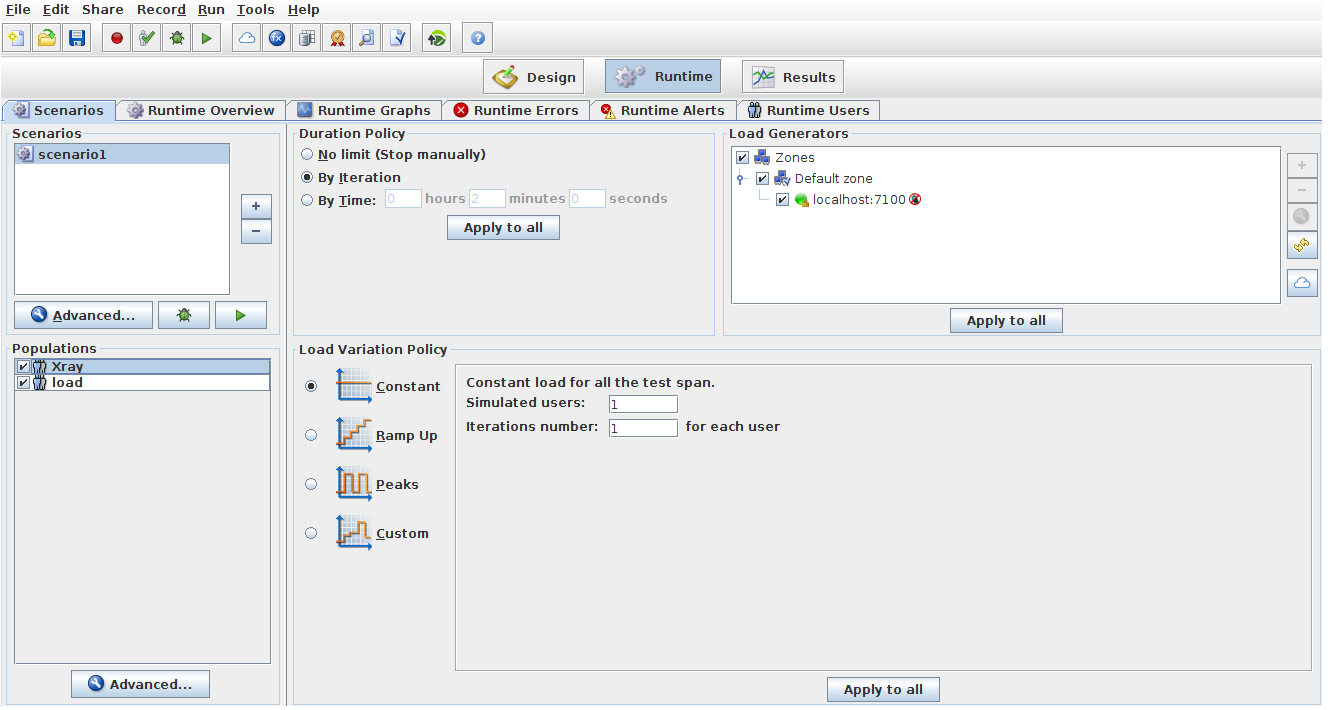 File Edit Share Record Run Tools Help
Design Runtime Results
Scenarios Runtime Overview Runtime Graphs Runtime Errors Runtime Alerts Runtime Users
Scenarios
scenario1
+
−
Advanced...
Populations
Xray
load
Advanced...
Duration Policy
No limit (Stop manually)
By Iteration
By Time: 0 hours 2 minutes 0 seconds
Apply to all
Load Generators
Zones
Default zone
localhost:7100
+
−
Apply to all
Load Variation Policy
Constant
Ramp Up
Peaks
Custom
Constant load for all the test span.
Simulated users: 1
Iterations number: 1 for each user
Apply to all